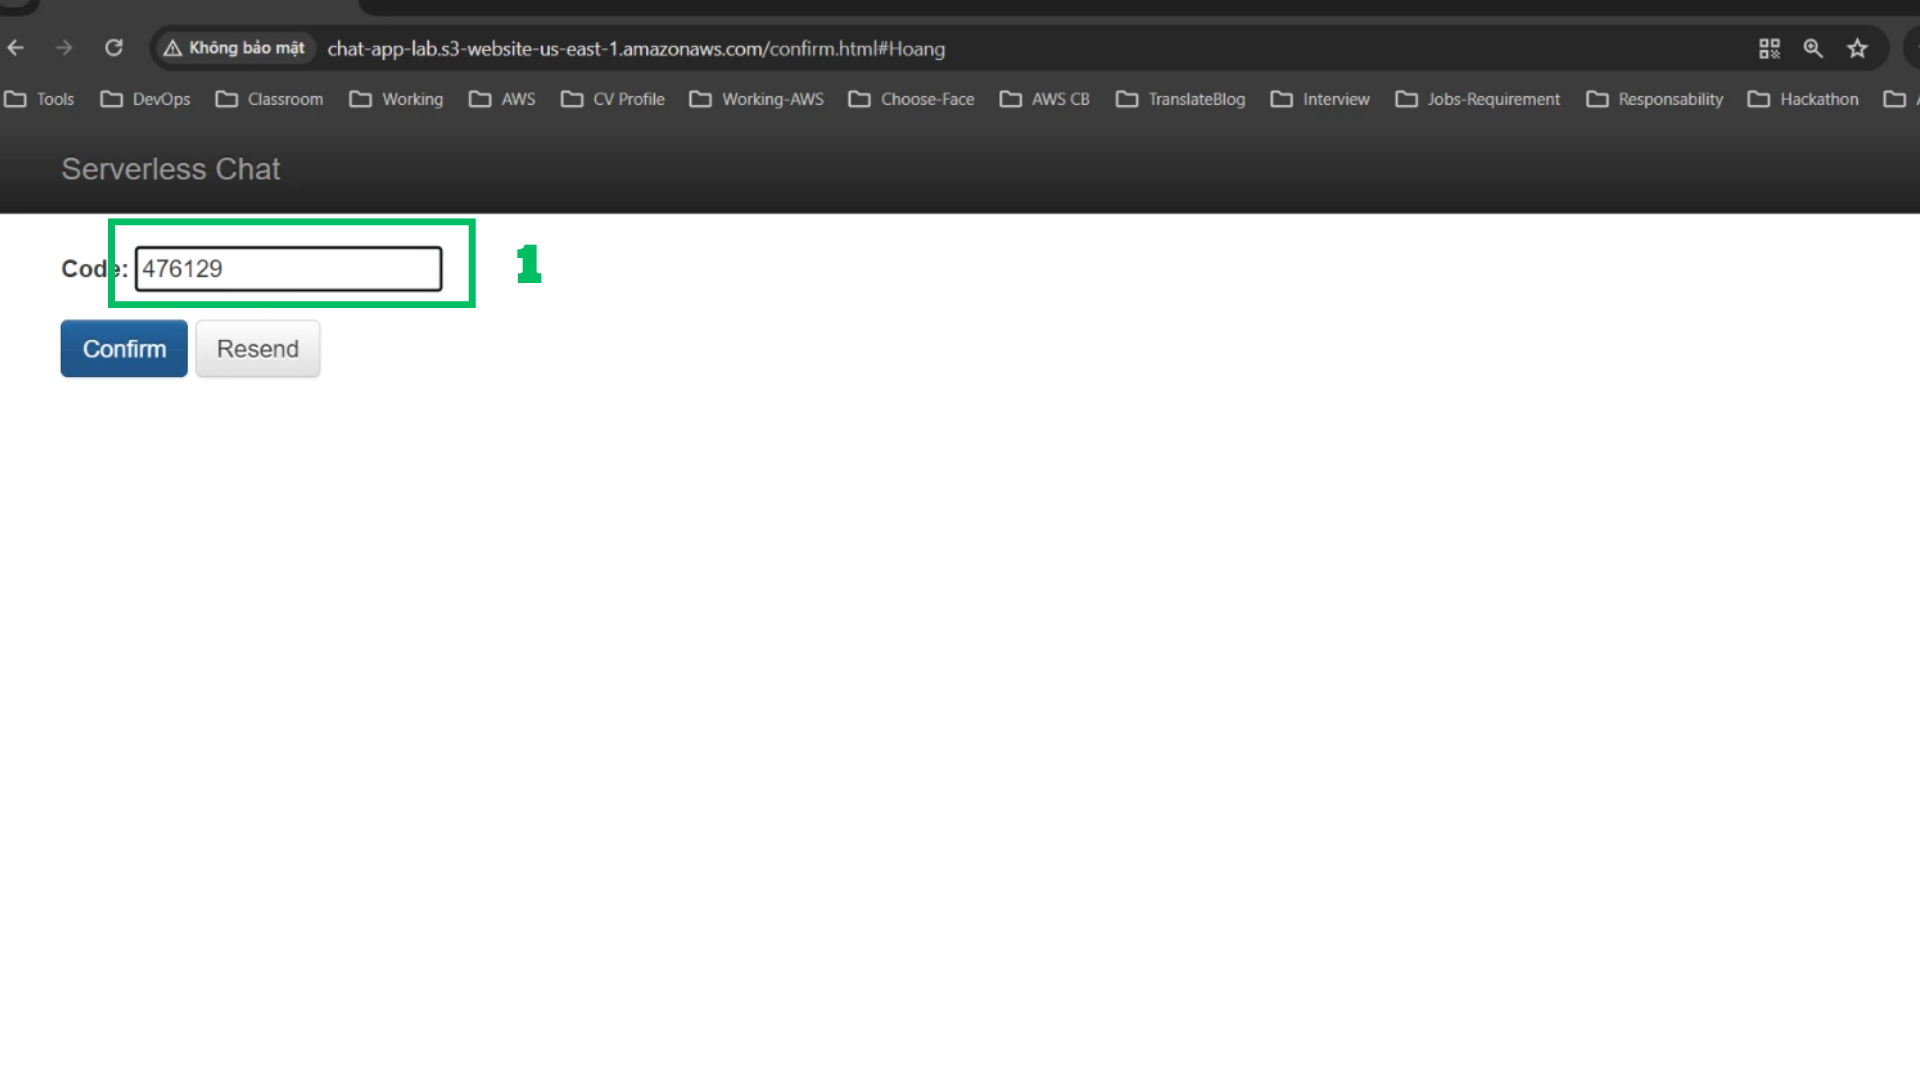 Không bảo mật chat-app-lab.s3-website-us-east-1.amazonaws.com/confirm.html#Hoang
Tools DevOps Classroom Working AWS CV Profile Working-AWS Choose-Face AWS CB TranslateBlog Interview Jobs-Requirement Responsability Hackathon
Serverless Chat
Code: 476129 1
Confirm Resend